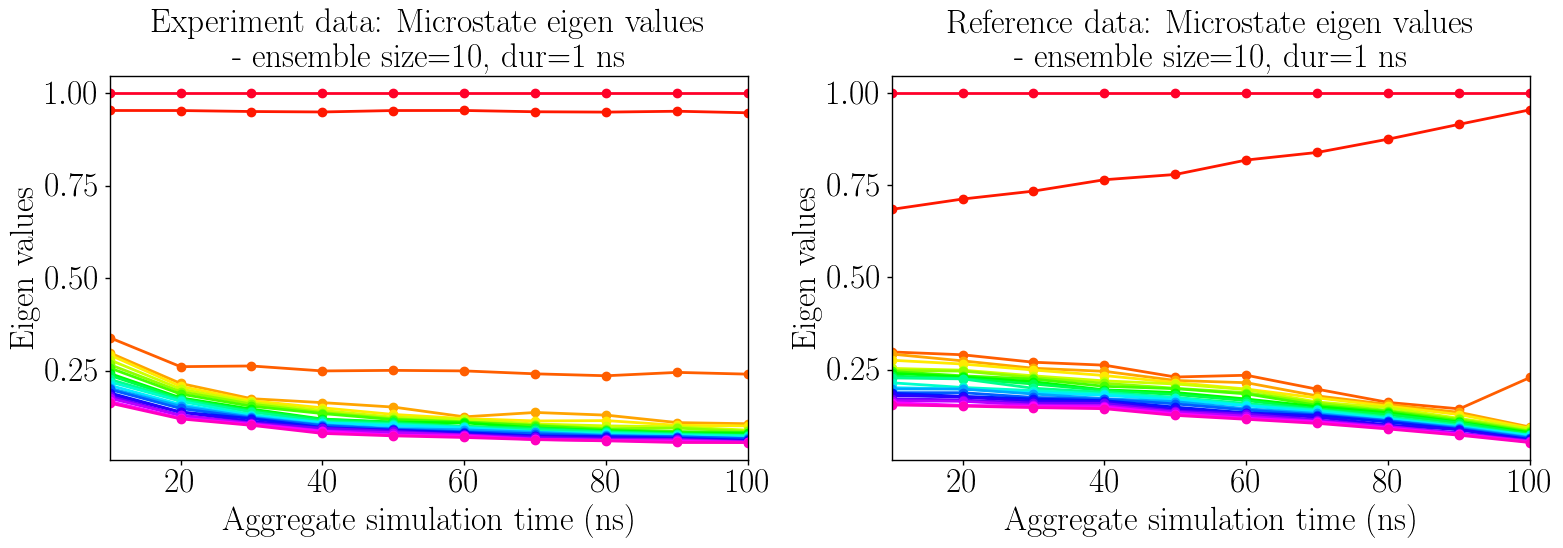 Experiment data: Microstate eigen values
- ensemble size=10, dur=1 ns
1.00
0.75
0.50
0.25
Eigen values
20
40
60
80
100
Aggregate simulation time (ns)
Reference data: Microstate eigen values
- ensemble size=10, dur=1 ns
1.00
0.75
0.50
0.25
Eigen values
20
40
60
80
100
Aggregate simulation time (ns)